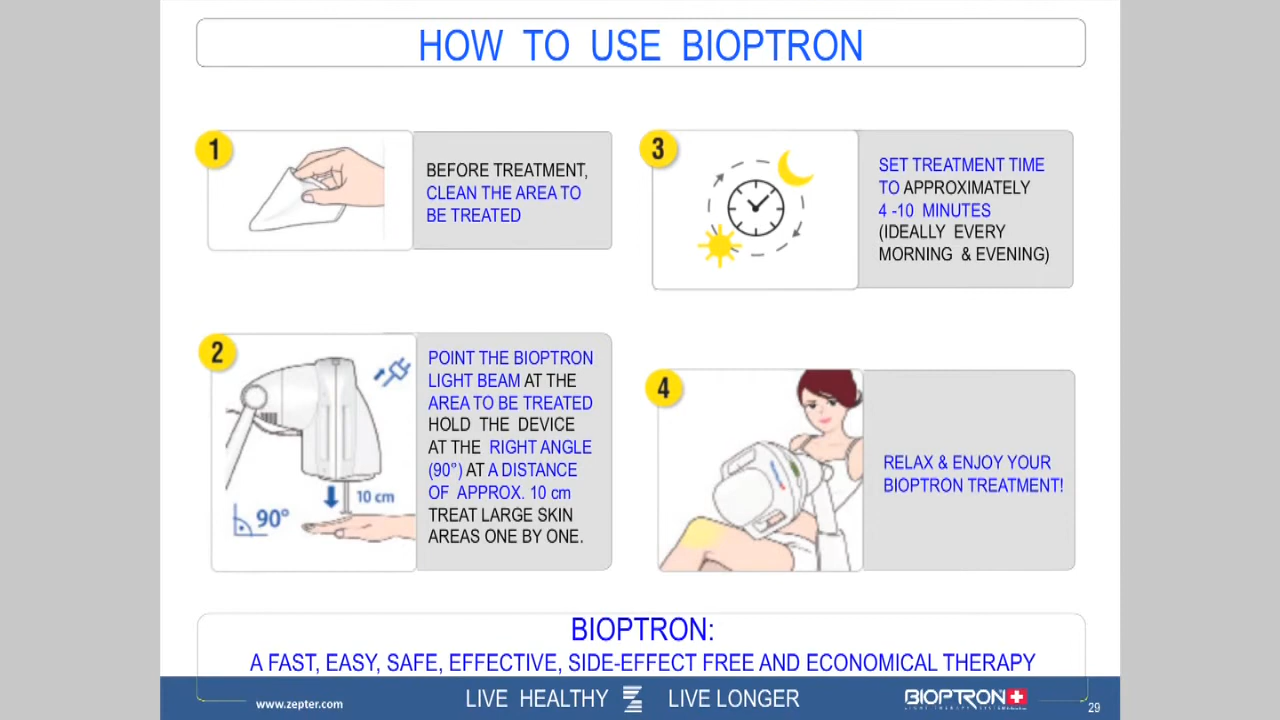 HOW TO USE BIOPTRON
1
BEFORE TREATMENT,
CLEAN THE AREA TO
BE TREATED
2
10 cm
90°
POINT THE BIOPTRON
LIGHT BEAM AT THE
AREA TO BE TREATED
HOLD THE DEVICE
AT THE RIGHT ANGLE
(90°) AT A DISTANCE
OF APPROX. 10 cm
TREAT LARGE SKIN
AREAS ONE BY ONE.
3
SET TREATMENT TIME
TO APPROXIMATELY
4 -10 MINUTES
(IDEALLY EVERY
MORNING & EVENING)
4
RELAX & ENJOY YOUR
BIOPTRON TREATMENT!
BIOPTRON:
A FAST, EASY, SAFE, EFFECTIVE, SIDE-EFFECT FREE AND ECONOMICAL THERAPY
www.zepter.com
LIVE HEALTHY LIVE LONGER
BIOPTRON
29